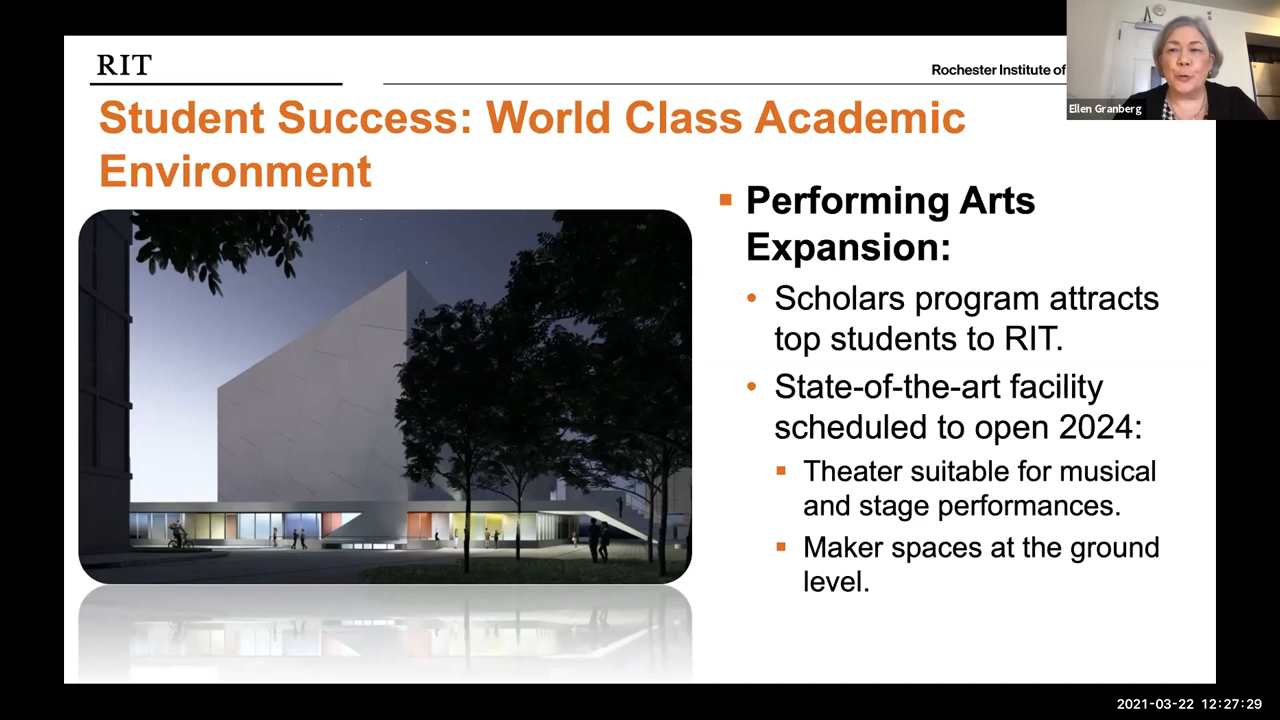 RIT
Rochester Institute of
Ellen Granberg
Student Success: World Class Academic
Environment
Performing Arts
Expansion:
Scholars program attracts
top students to RIT.
State-of-the-art facility
scheduled to open 2024:
Theater suitable for musical
and stage performances.
Maker spaces at the ground
level.
2021-03-22 12:27:29